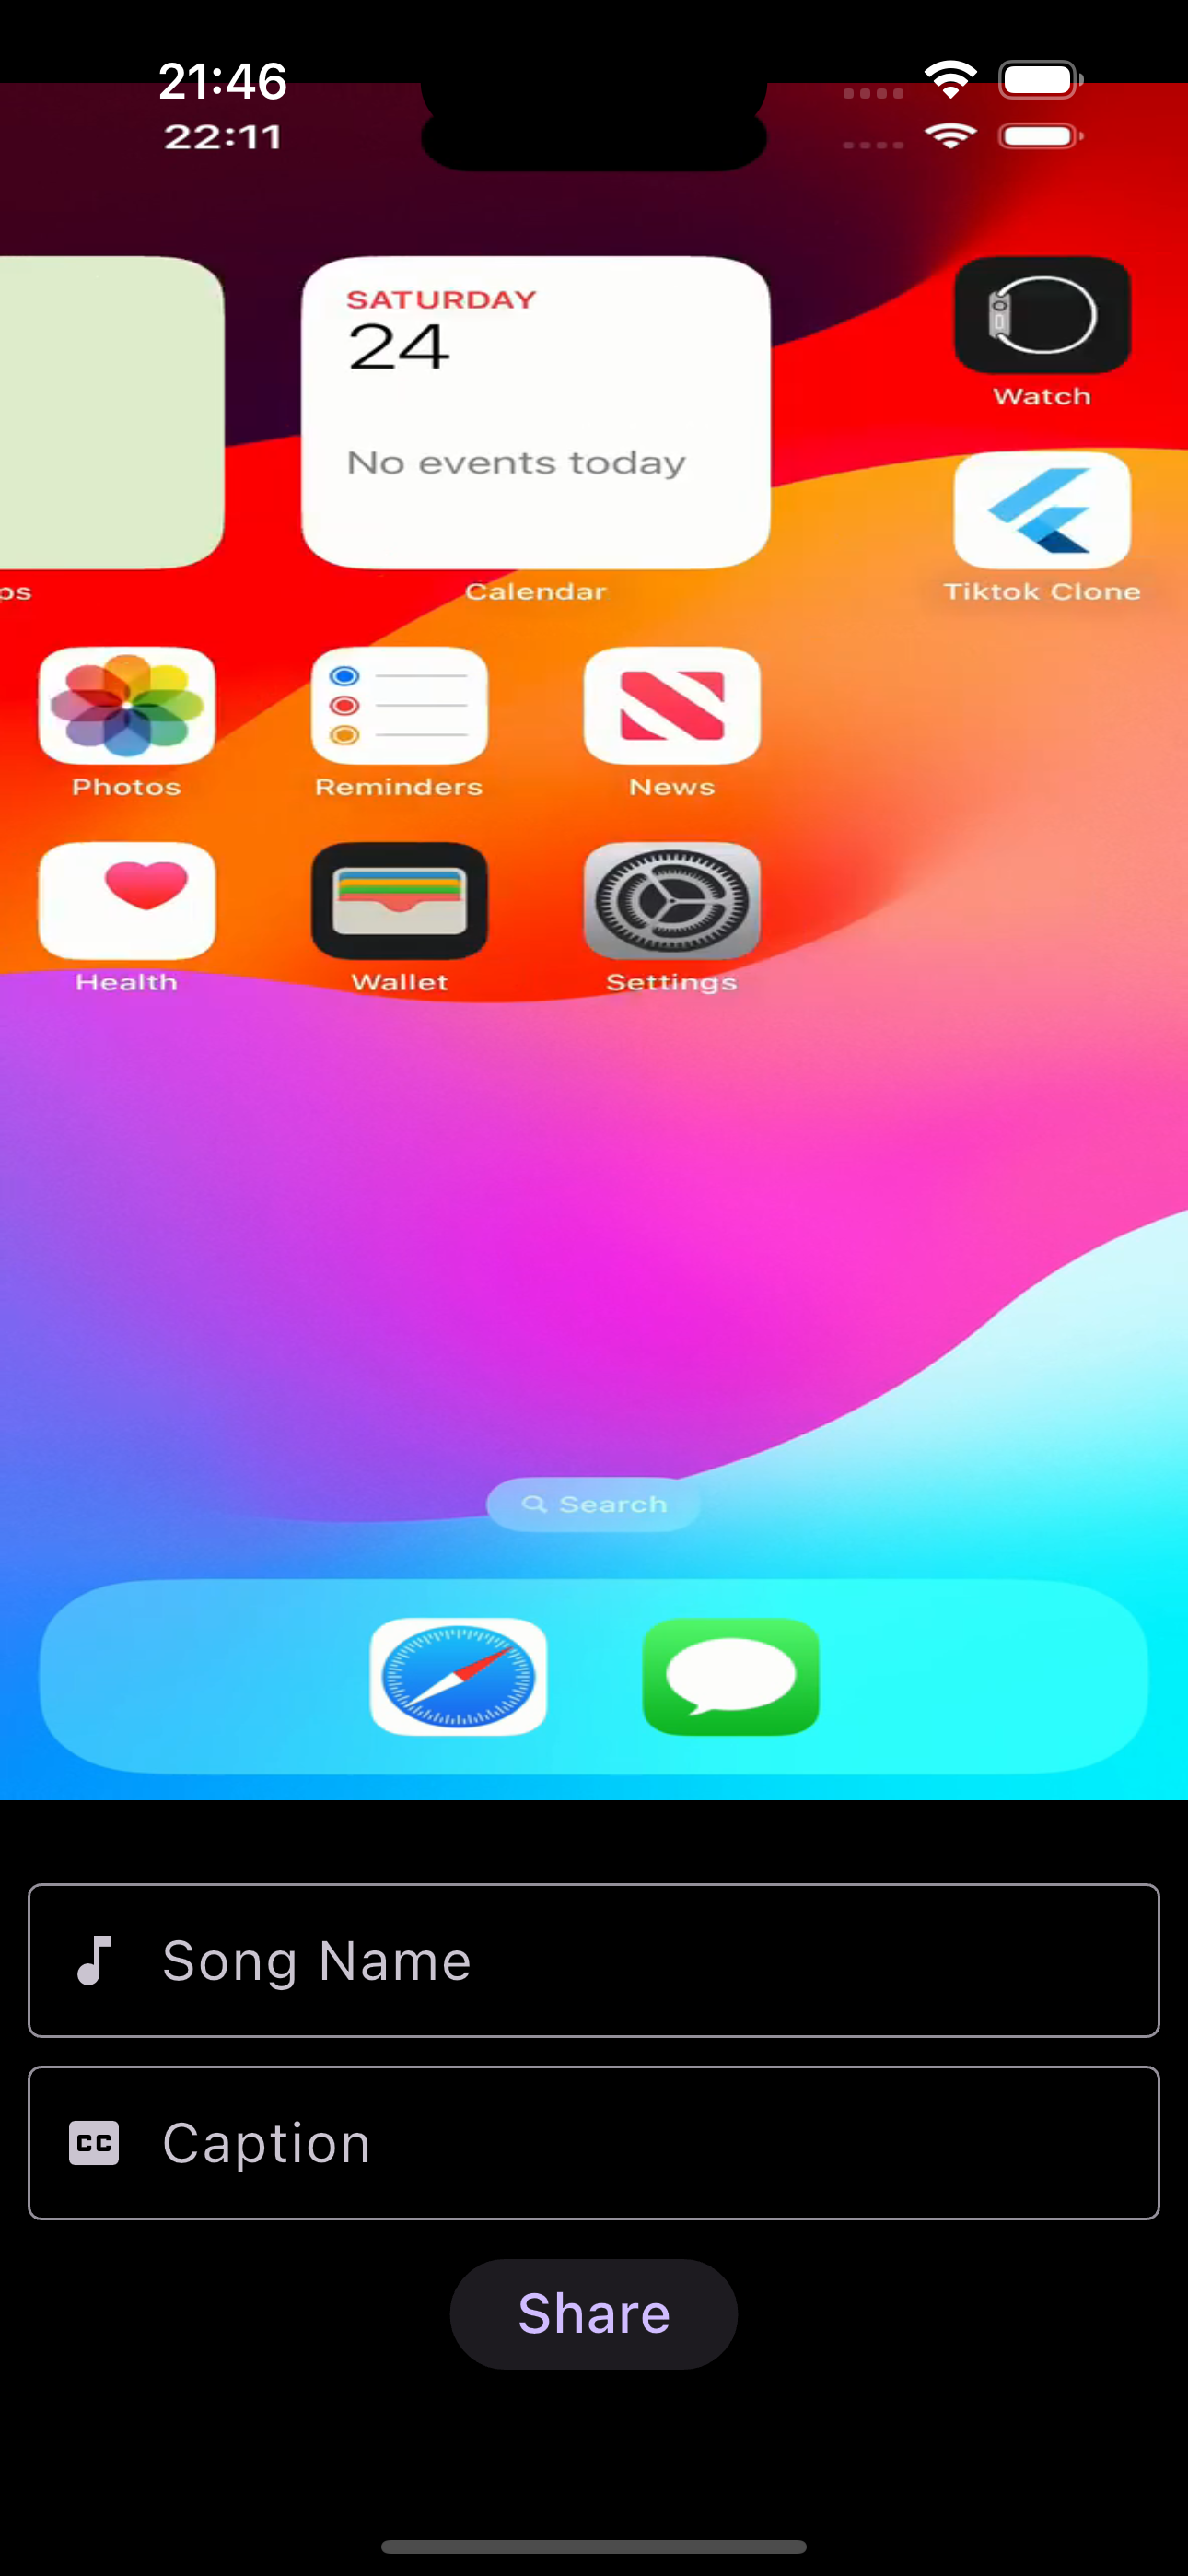 21:46
22:11
SATURDAY
24
No events today
Watch
ps
Calendar
Tiktok Clone
Photos
Reminders
News
Health
Wallet
Settings
Search
Song Name
CC Caption
Share